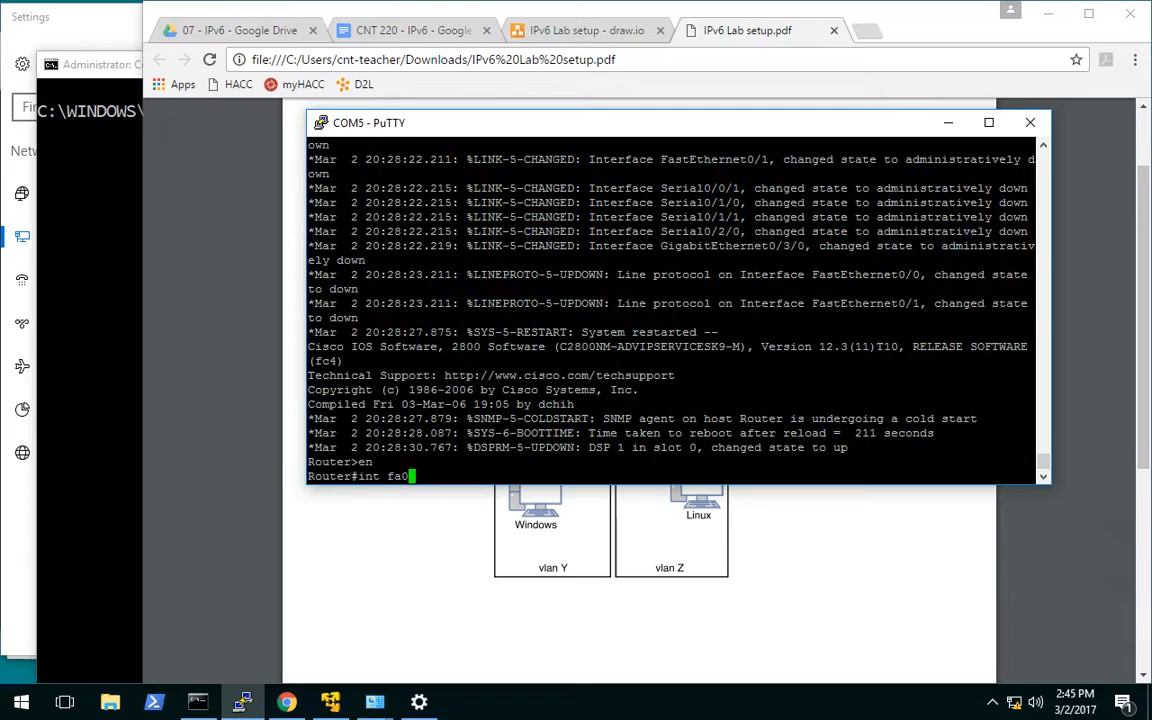 Settings
07 - IPv6 - Google Drive
CNT 220 - IPv6 - Google
IPv6 Lab setup - draw.io
IPv6 Lab setup.pdf
file:///C:/Users/cnt-teacher/Downloads/IPv6%20Lab%20setup.pdf
Apps
HACC
myHACC
D2L
Administrator: C
C:\WINDOWS\
Fi
Netw
COM5 - PuTTY
own
*Mar  2 20:28:22.211: %LINK-5-CHANGED: Interface FastEthernet0/1, changed state to administratively d
own
*Mar  2 20:28:22.215: %LINK-5-CHANGED: Interface Serial0/0/1, changed state to administratively down
*Mar  2 20:28:22.215: %LINK-5-CHANGED: Interface Serial0/1/0, changed state to administratively down
*Mar  2 20:28:22.215: %LINK-5-CHANGED: Interface Serial0/1/1, changed state to administratively down
*Mar  2 20:28:22.215: %LINK-5-CHANGED: Interface Serial0/2/0, changed state to administratively down
*Mar  2 20:28:22.219: %LINK-5-CHANGED: Interface GigabitEthernet0/3/0, changed state to administrativ
ely down
*Mar  2 20:28:23.211: %LINEPROTO-5-UPDOWN: Line protocol on Interface FastEthernet0/0, changed state
to down
*Mar  2 20:28:23.211: %LINEPROTO-5-UPDOWN: Line protocol on Interface FastEthernet0/1, changed state
to down
*Mar  2 20:28:27.875: %SYS-5-RESTART: System restarted --
Cisco IOS Software, 2800 Software (C2800NM-ADVIPSERVICESK9-M), Version 12.3(11)T10, RELEASE SOFTWARE
(fc4)
Technical Support: http://www.cisco.com/techsupport
Copyright (c) 1986-2006 by Cisco Systems, Inc.
Compiled Fri 03-Mar-06 19:05 by dchih
*Mar  2 20:28:27.879: %SNMP-5-COLDSTART: SNMP agent on host Router is undergoing a cold start
*Mar  2 20:28:28.087: %SYS-6-BOOTTIME: Time taken to reboot after reload =  211 seconds
*Mar  2 20:28:30.767: %DSPRM-5-UPDOWN: DSP 1 in slot 0, changed state to up
Router>en
Router#int fa0
Windows
Linux
vlan Y
vlan Z
2:45 PM
3/2/2017
1